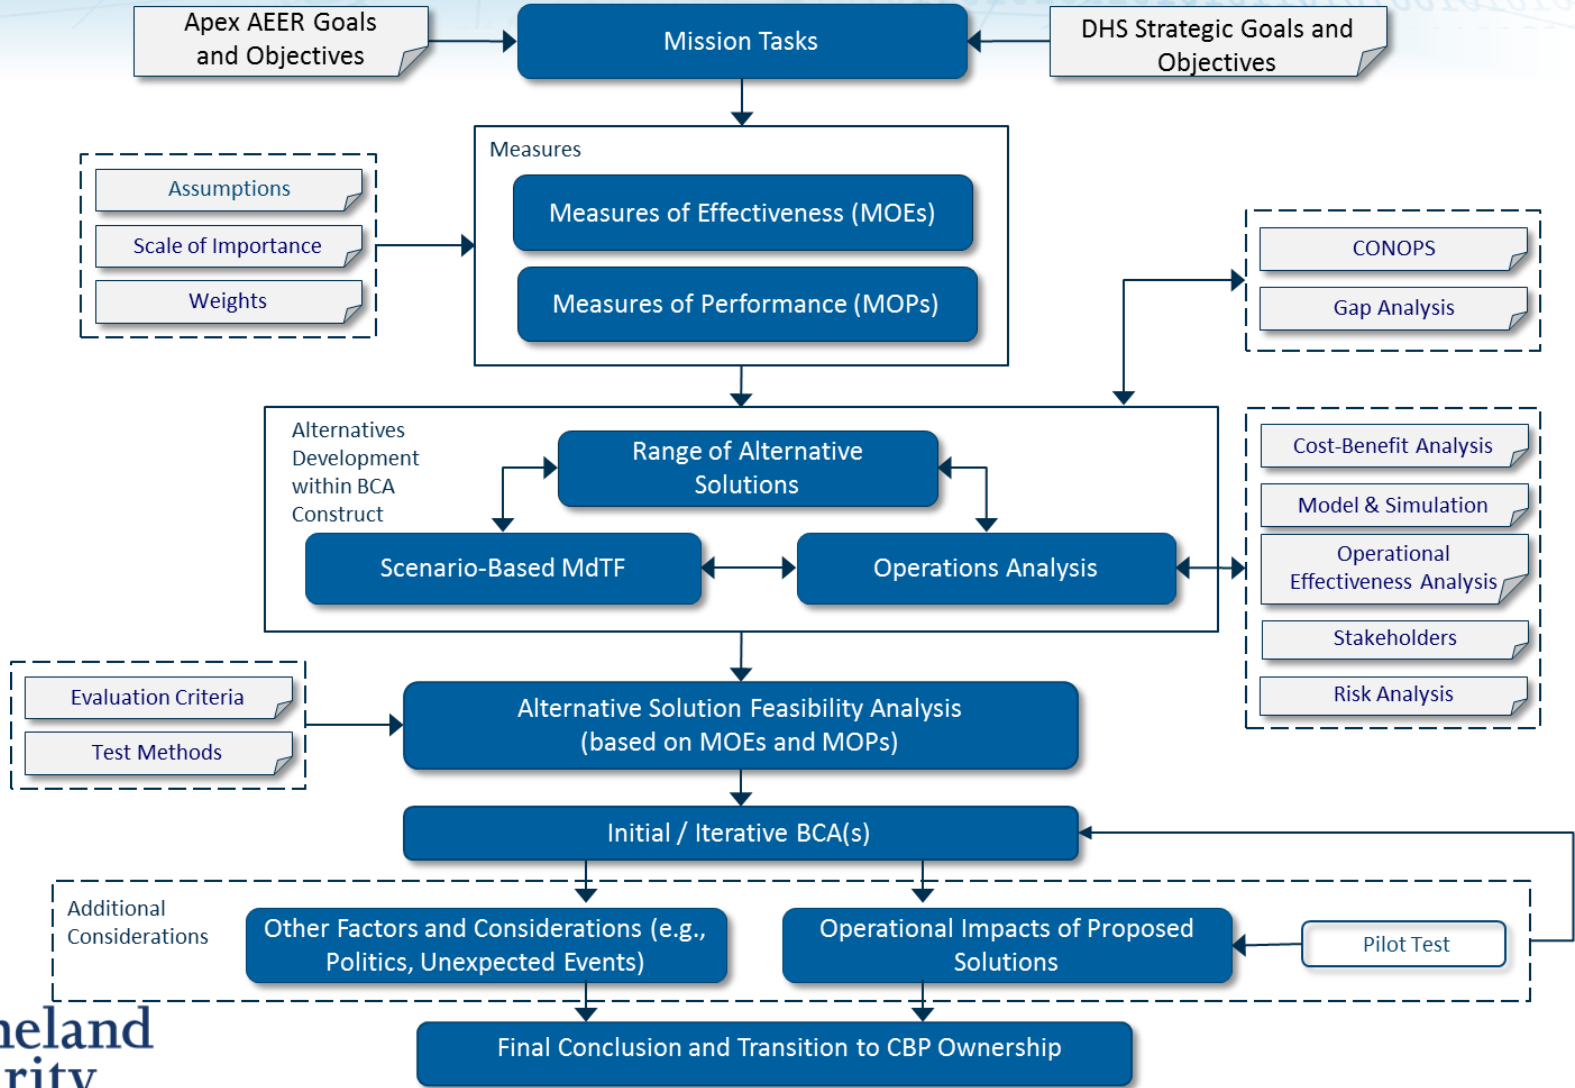 Apex AEER Goals
and Objectives
Mission Tasks
DHS Strategic Goals and
Objectives
Measures
Measures of Effectiveness (MOEs)
Measures of Performance (MOPs)
Assumptions
Scale of Importance
Weights
CONOPS
Gap Analysis
Alternatives
Development
within BCA
Construct
Range of Alternative
Solutions
Scenario-Based MdTF
Operations Analysis
Cost-Benefit Analysis
Model & Simulation
Operational
Effectiveness Analysis
Stakeholders
Risk Analysis
Evaluation Criteria
Test Methods
Alternative Solution Feasibility Analysis
(based on MOEs and MOPs)
Initial / Iterative BCA(s)
Additional
Considerations
Other Factors and Considerations (e.g.,
Politics, Unexpected Events)
Operational Impacts of Proposed
Solutions
Pilot Test
Final Conclusion and Transition to CBP Ownership
neland
rity